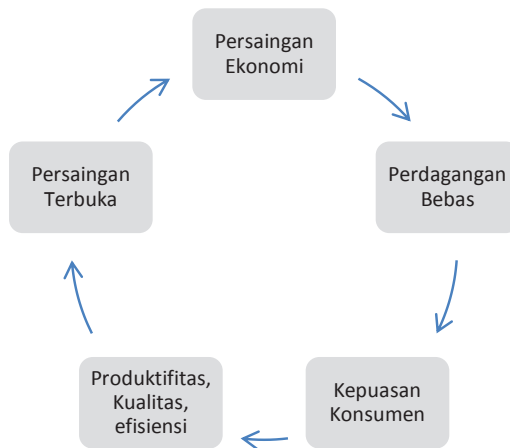 Persaingan
Ekonomi
Perdagangan
Bebas
Kepuasan
Konsumen
Produktifitas,
Kualitas,
efisiensi
Persaingan
Terbuka